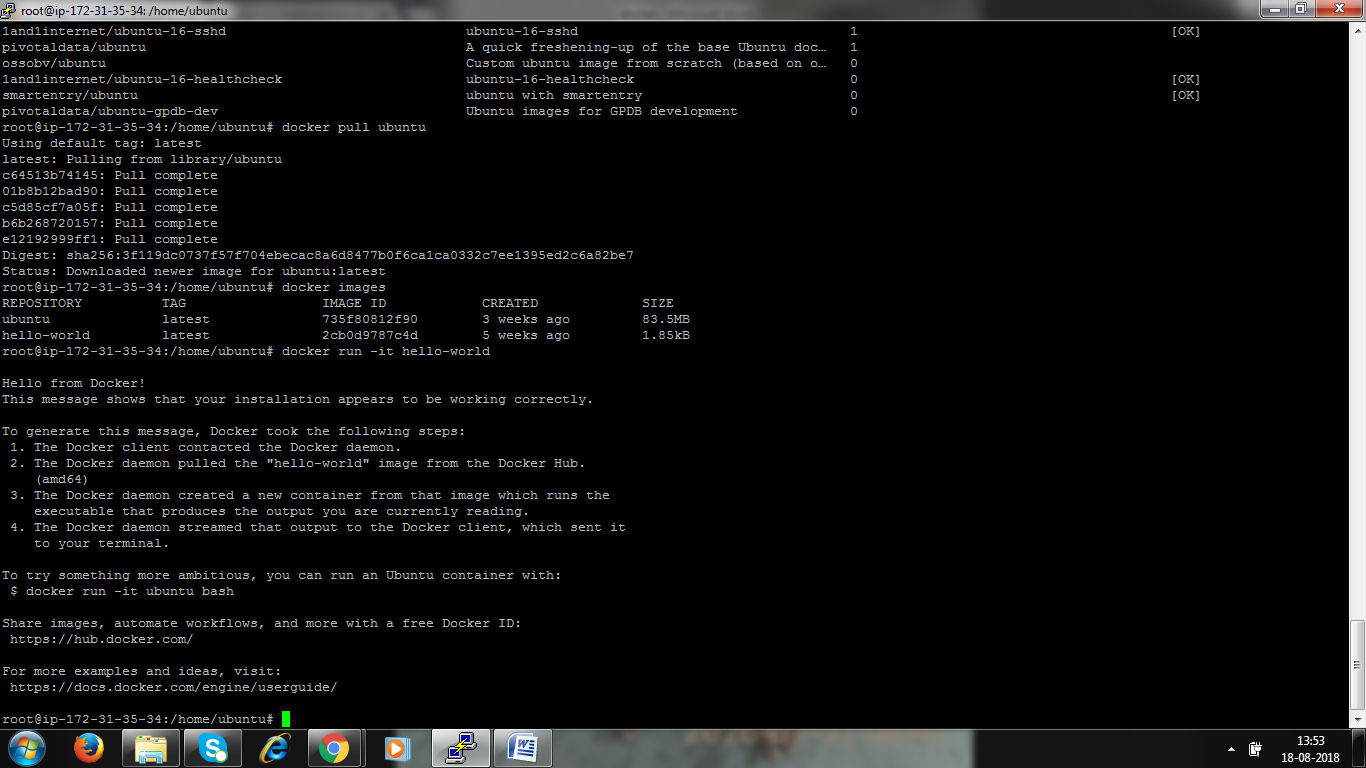 root@ip-172-31-35-34: /home/ubuntu
1and1internet/ubuntu-16-sshd ubuntu-16-sshd 1 [OK]
pivotaldata/ubuntu A quick freshening-up of the base Ubuntu doc… 1
ossobv/ubuntu Custom ubuntu image from scratch (based on o… 0
1and1internet/ubuntu-16-healthcheck ubuntu-16-healthcheck 0 [OK]
smartentry/ubuntu ubuntu with smartentry 0 [OK]
pivotaldata/ubuntu-gpdb-dev Ubuntu images for GPDB development 0
root@ip-172-31-35-34:/home/ubuntu# docker pull ubuntu
Using default tag: latest
latest: Pulling from library/ubuntu
c64513b74145: Pull complete
01b8b12bad90: Pull complete
c5d85cf7a05f: Pull complete
b6b268720157: Pull complete
e12192999ff1: Pull complete
Digest: sha256:3f119dc0737f57f704ebecac8a6d8477b0f6ca1ca0332c7ee1395ed2c6a82be7
Status: Downloaded newer image for ubuntu:latest
root@ip-172-31-35-34:/home/ubuntu# docker images
REPOSITORY TAG IMAGE ID CREATED SIZE
ubuntu latest 735f80812f90 3 weeks ago 83.5MB
hello-world latest 2cb0d9787c4d 5 weeks ago 1.85kB
root@ip-172-31-35-34:/home/ubuntu# docker run -it hello-world
Hello from Docker!
This message shows that your installation appears to be working correctly.
To generate this message, Docker took the following steps:
1. The Docker client contacted the Docker daemon.
2. The Docker daemon pulled the "hello-world" image from the Docker Hub.
(amd64)
3. The Docker daemon created a new container from that image which runs the
executable that produces the output you are currently reading.
4. The Docker daemon streamed that output to the Docker client, which sent it
to your terminal.
To try something more ambitious, you can run an Ubuntu container with:
$ docker run -it ubuntu bash
Share images, automate workflows, and more with a free Docker ID:
https://hub.docker.com/
For more examples and ideas, visit:
https://docs.docker.com/engine/userguide/
root@ip-172-31-35-34:/home/ubuntu#
13:53
18-08-2018